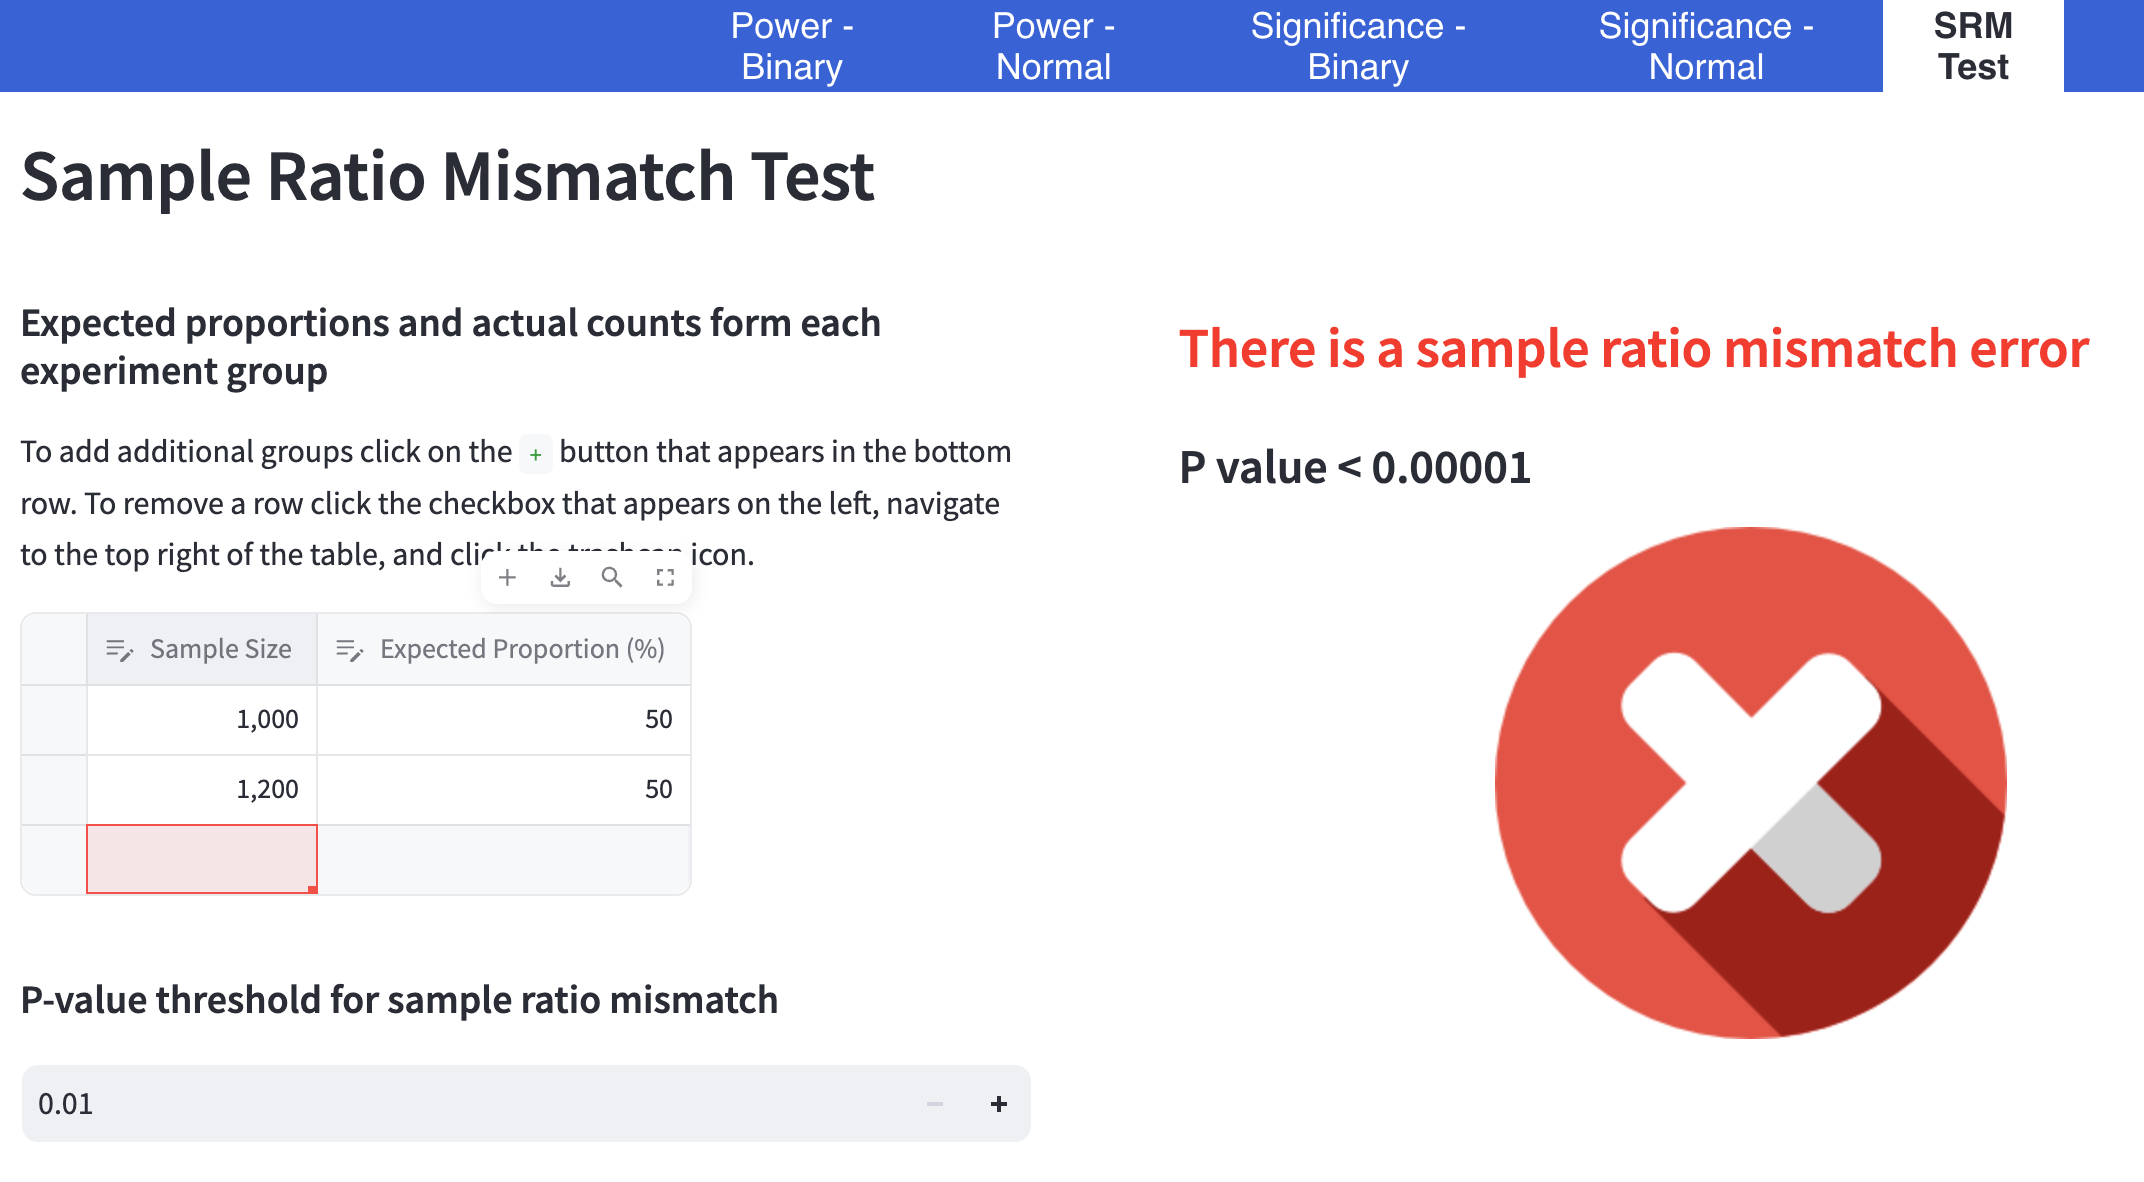 Power - Binary
Power - Normal
Significance - Binary
Significance - Normal
SRM Test
Sample Ratio Mismatch Test
Expected proportions and actual counts form each
experiment group
To add additional groups click on the + button that appears in the bottom
row. To remove a row click the checkbox that appears on the left, navigate
to the top right of the table, and click the trashcan icon.
Sample Size Expected Proportion (%)
1,000 50
1,200 50
P-value threshold for sample ratio mismatch
0.01
There is a sample ratio mismatch error
P value < 0.00001